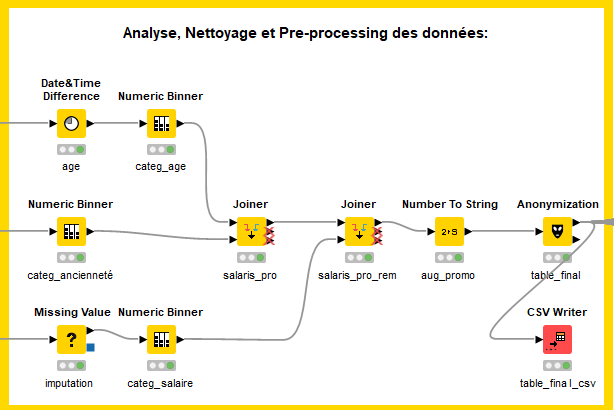 Analyse, Nettoyage et Pre-processing des données:
Date&Time
Difference
Numeric Binner
age
categ_age
Numeric Binner
Joiner
Joiner
Number To String
Anonymization
2›S
categ_ancienneté
salaris_pro
salaris_pro_rem
aug_promo
table_final
Missing Value
Numeric Binner
CSV Writer
?
imputation
categ_salaire
table_fina l_csv